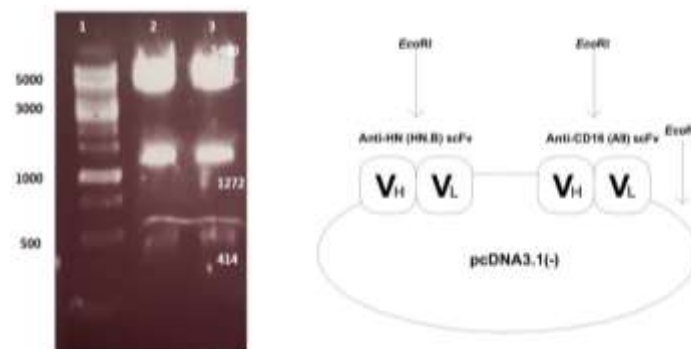 1 2 3
5000
3000
1000
1272
500
414
EcoRI EcoRI
Anti-HN (HN.B) scFv Anti-CD16 (A9) scFv
VH VL VH VL
pcDNA3.1(-)